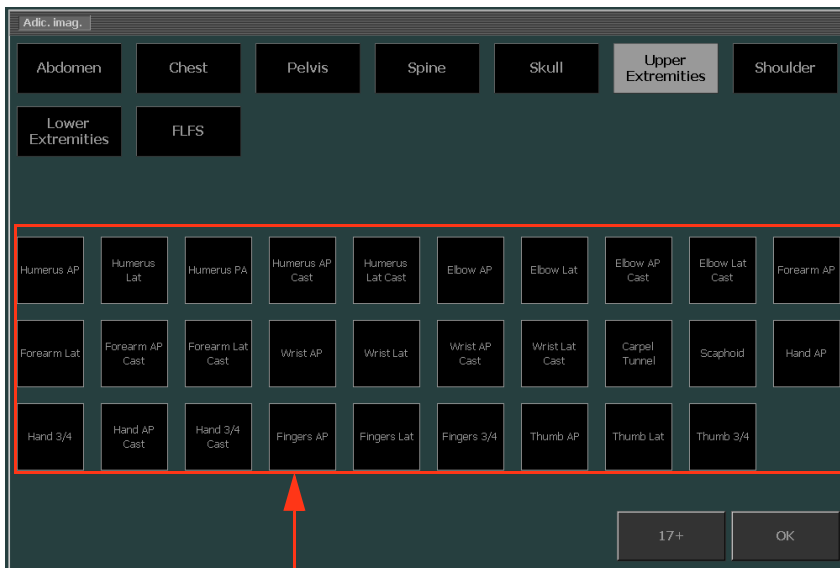 Adic. imag.
Abdomen
Chest
Pelvis
Spine
Skull
Upper
Extremities
Shoulder
Lower
Extremities
FLFS
Humerus AP
Humerus
Lat
Humerus PA
Humerus AP
Cast
Humerus
Lat Cast
Elbow AP
Elbow Lat
Elbow AP
Cast
Elbow Lat
Cast
Forearm AP
Forearm Lat
Forearm AP
Cast
Forearm Lat
Cast
Wrist AP
Wrist Lat
Wrist AP
Cast
Wrist Lat
Cast
Carpel
Tunnel
Scaphoid
Hand AP
Hand 3/4
Hand AP
Cast
Hand 3/4
Cast
Fingers AP
Fingers Lat
Fingers 3/4
Thumb AP
Thumb Lat
Thumb 3/4
17+
OK